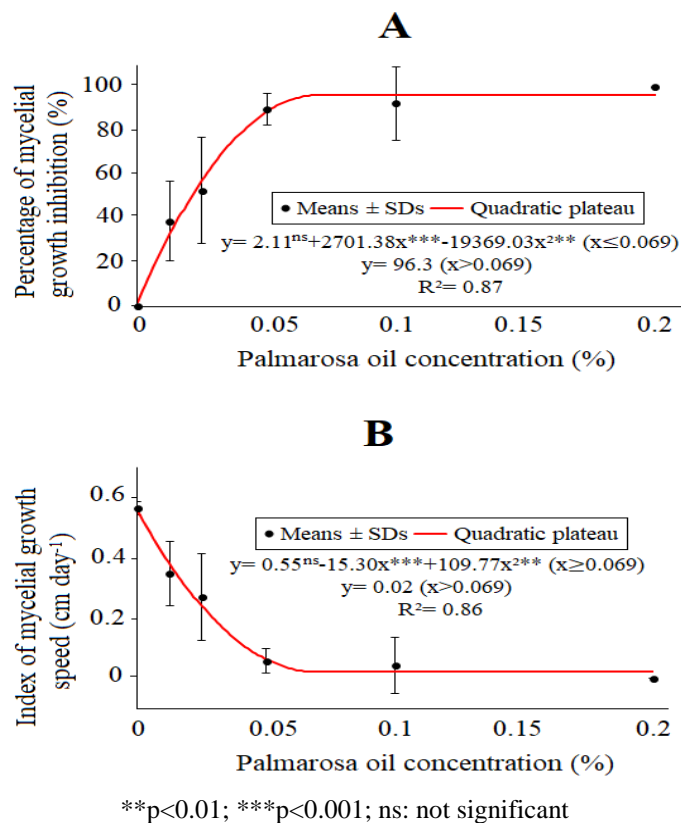 A
Percentage of mycelial
growth inhibition (%)
100
80
60
40
20
0
• Means ± SDs — Quadratic plateau
y= 2.11ⁿˢ+2701.38x***-19369.03x²** (x≤0.069)
y= 96.3 (x>0.069)
R²= 0.87
0 0.05 0.1 0.15 0.2
Palmarosa oil concentration (%)
B
Index of mycelial growth
speed (cm day⁻¹)
0.6
0.4
0.2
0
• Means ± SDs — Quadratic plateau
y= 0.55ⁿˢ-15.30x***+109.77x²** (x≥0.069)
y= 0.02 (x>0.069)
R²= 0.86
0 0.05 0.1 0.15 0.2
Palmarosa oil concentration (%)
**p<0.01; ***p<0.001; ns: not significant